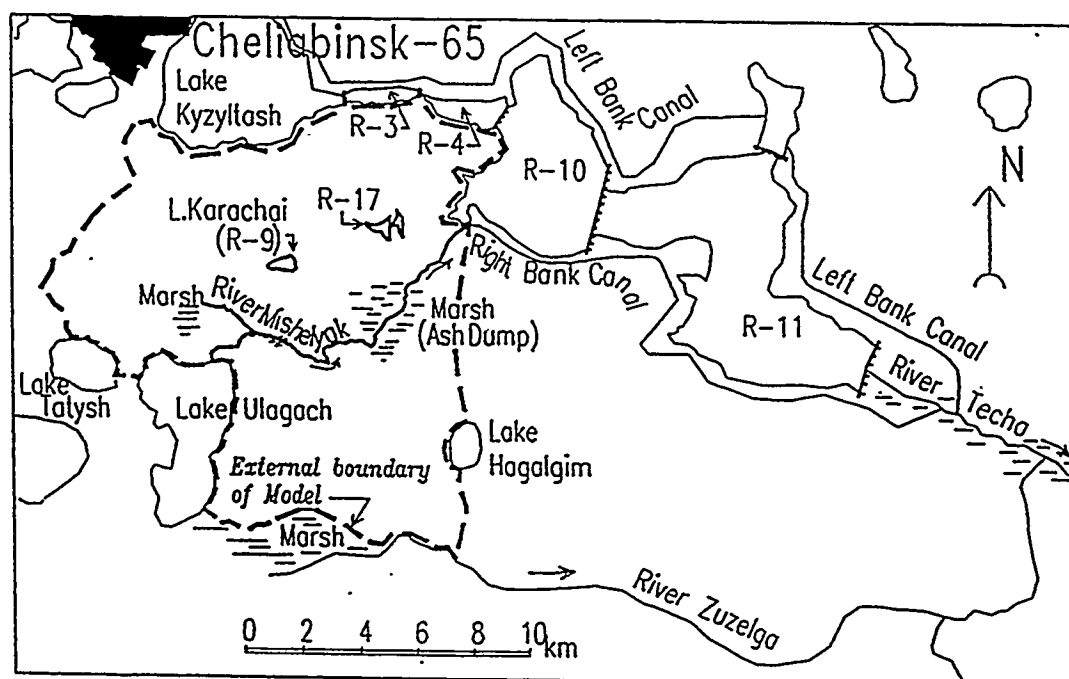 Cheliabinsk-65
Lake
Kyzyltash
R-3
R-4
Left Bank Canal
R-10
N
L.Karachai
(R-9)
R-17
Right Bank Canal
Marsh
River Mishelyak
Marsh
(Ash Dump)
Left Bank Canal
R-11
River Techa
Lake
Talysh
Lake Ulagach
Lake
Hagalgim
External boundary
of Model
Marsh
River Zuzelga
0 2 4 6 8 10 km